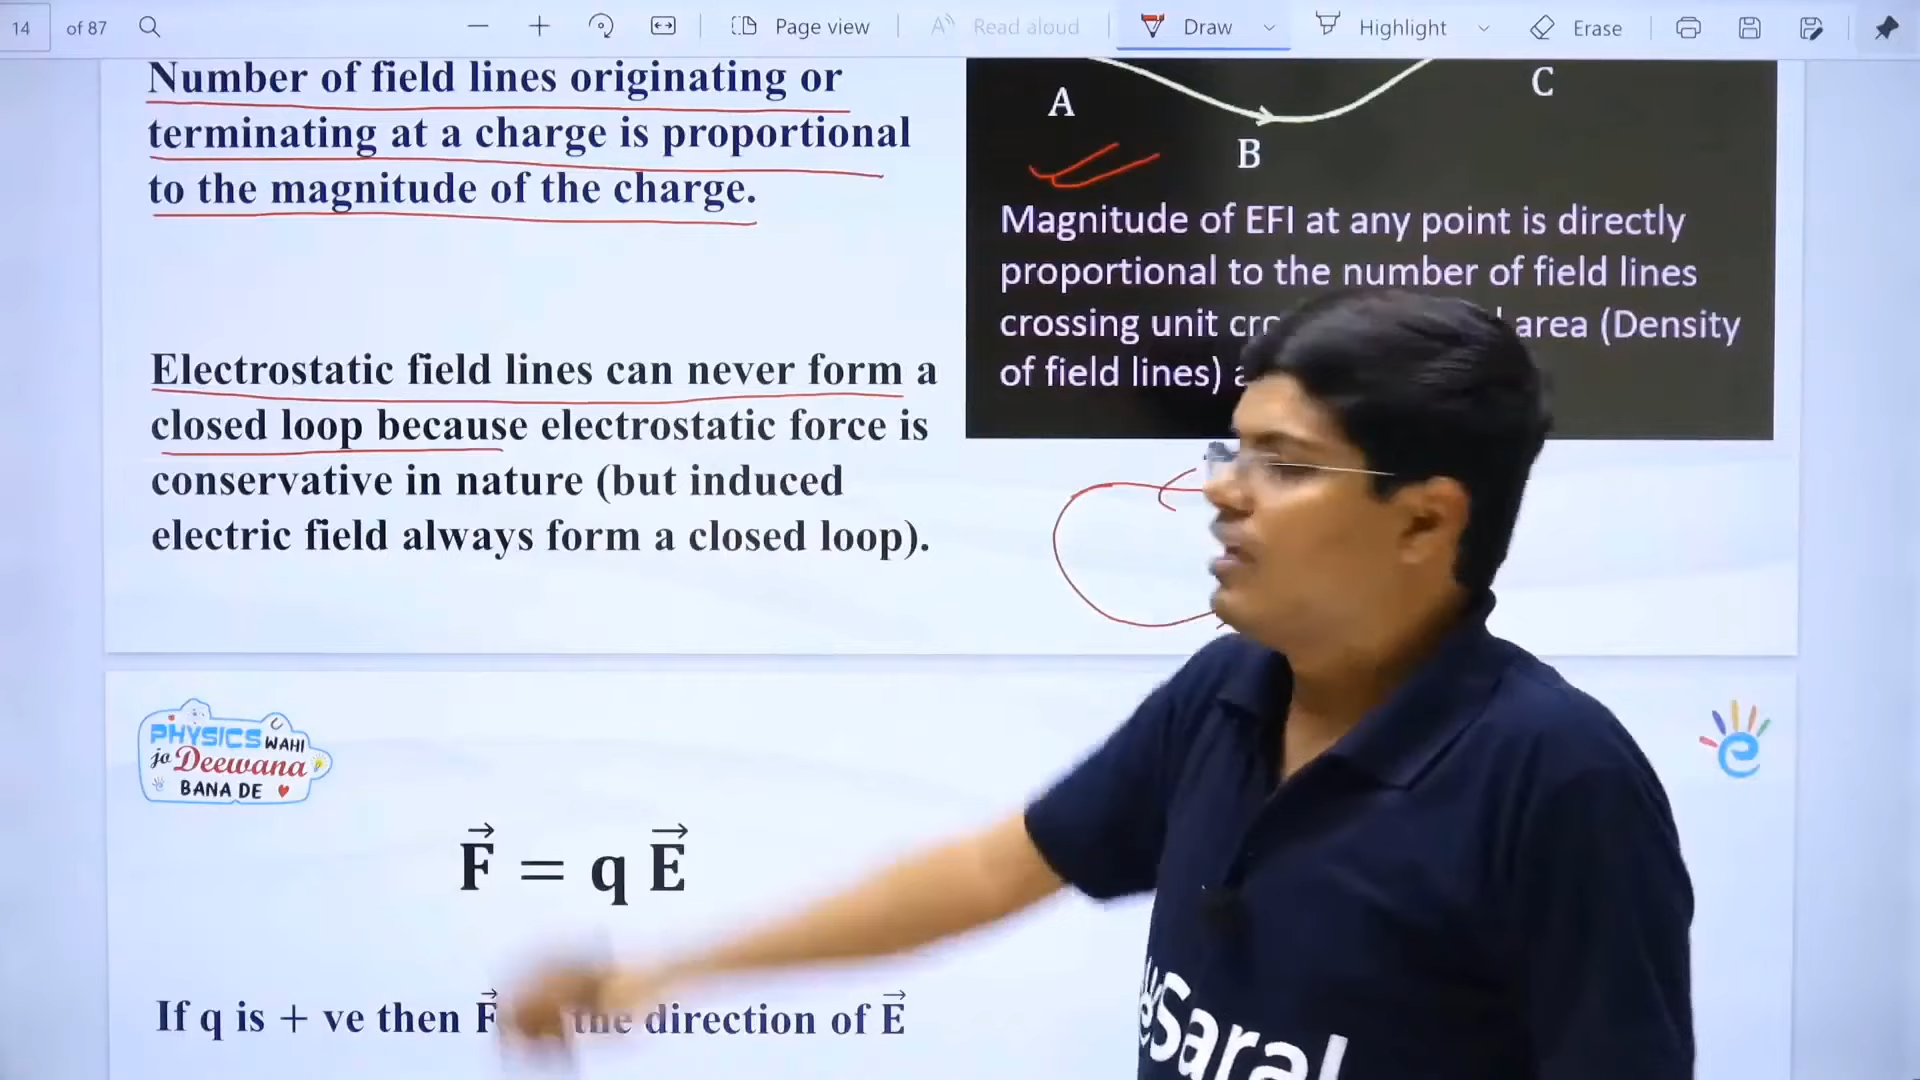 14 of 87 Page view Read aloud Draw Highlight Erase
Number of field lines originating or
terminating at a charge is proportional
to the magnitude of the charge.
Electrostatic field lines can never form a
closed loop because electrostatic force is
conservative in nature (but induced
electric field always form a closed loop).
A
B
C
Magnitude of EFI at any point is directly
proportional to the number of field lines
crossing unit area (Density
of field lines)
PHYSICS WAHI
jo Deewana
BANA DE
e
F⃗ = q E⃗
If q is + ve then F⃗ the direction of E⃗
eSaral